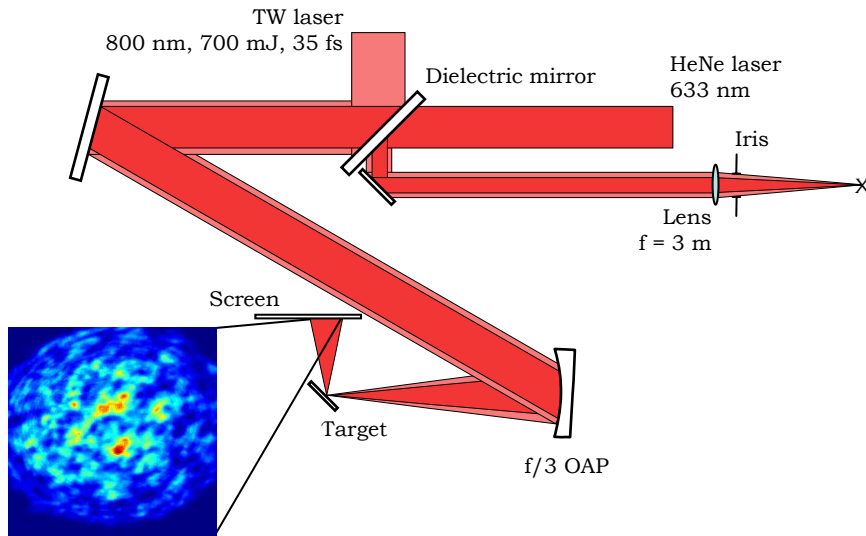 TW laser
800 nm, 700 mJ, 35 fs
Dielectric mirror
HeNe laser
633 nm
Iris
X
Lens
f = 3 m
Screen
Target
f/3 OAP